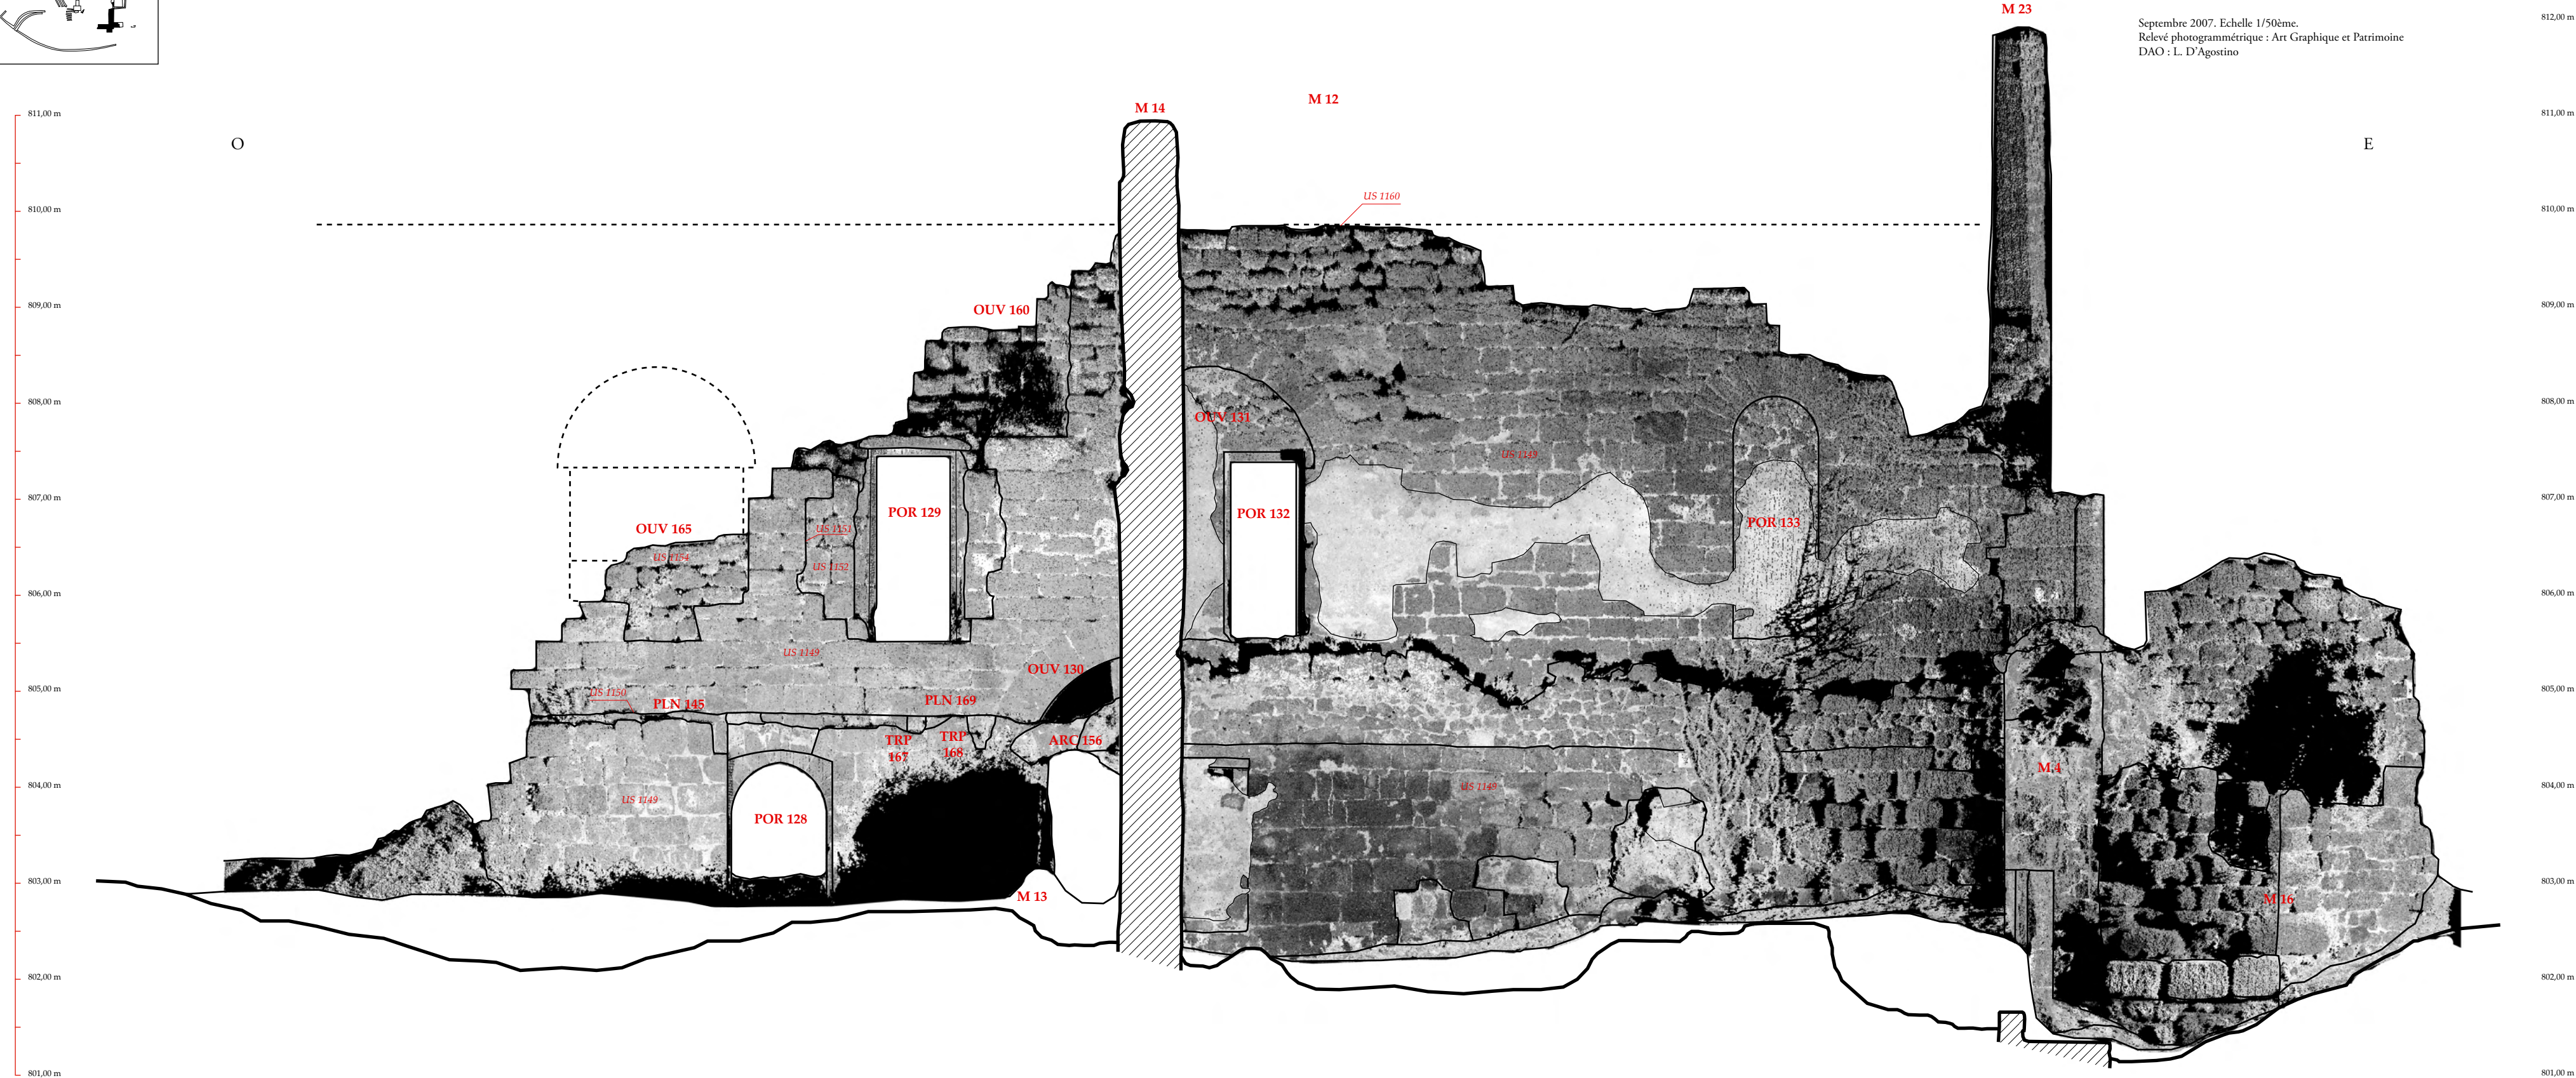 M 23
812,00 m
Septembre 2007. Echelle 1/50ème.
Relevé photogrammétrique : Art Graphique et Patrimoine
DAO : L. D'Agostino
M 12
M 14
811,00 m
811,00 m
O
E
US 1160
810,00 m
810,00 m
OUV 160
809,00 m
809,00 m
808,00 m
808,00 m
OUV 131
US 1149
807,00 m
807,00 m
POR 129
POR 132
POR 133
OUV 165
US 1151
US 1154
US 1152
806,00 m
806,00 m
US 1149
OUV 130
805,00 m
805,00 m
US 1150
PLN 145
PLN 169
TRP
167
TRP
168
ARC 156
M 4
804,00 m
804,00 m
US 1149
US 1149
POR 128
803,00 m
803,00 m
M 13
M 16
802,00 m
802,00 m
801,00 m
801,00 m